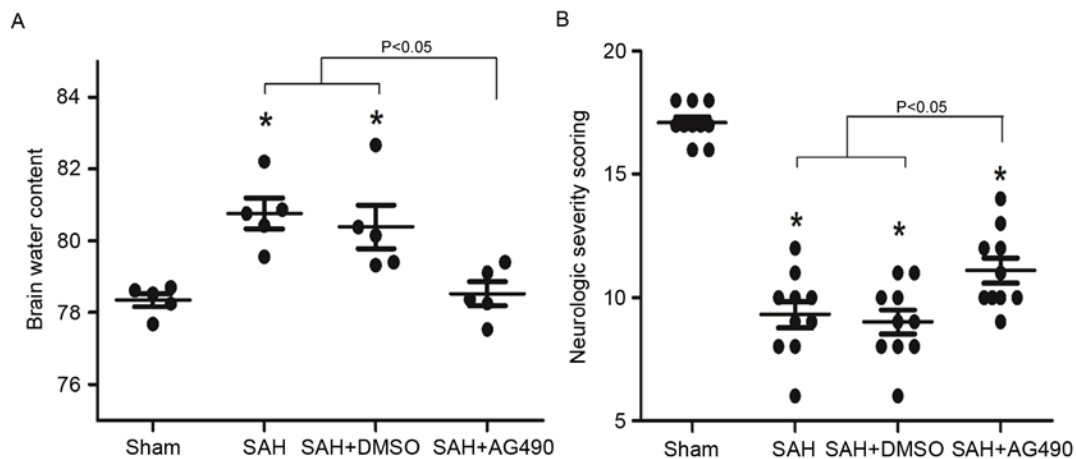 A
B
P<0.05
84
82
80
78
76
Brain water content
*
*
Sham
SAH
SAH+DMSO
SAH+AG490
20
15
10
5
Neurologic severity scoring
P<0.05
*
*
*
Sham
SAH
SAH+DMSO
SAH+AG490